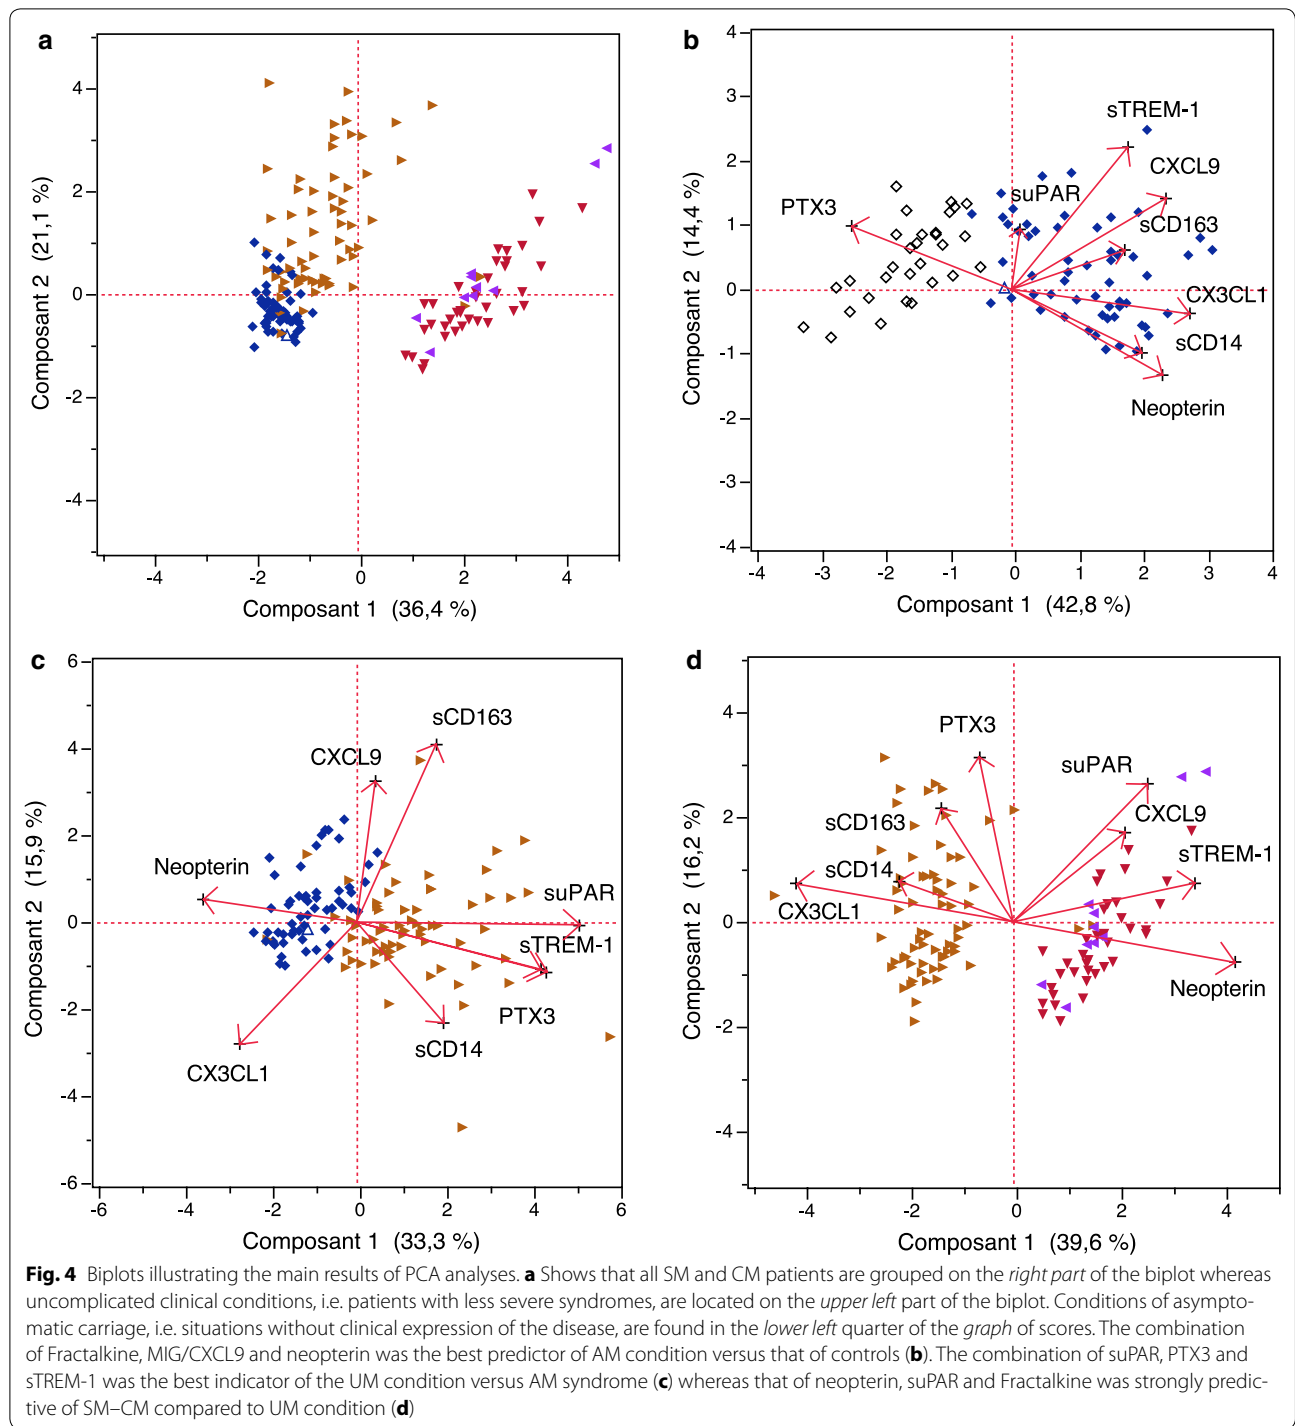 a
Composant 2 (21,1 %)
4
2
0
-2
-4
-4 -2 0 2 4
Composant 1 (36,4 %)
b
Composant 2 (14,4 %)
4
3
2
1
0
-1
-2
-3
-4
sTREM-1
CXCL9
suPAR
PTX3
sCD163
CX3CL1
sCD14
Neopterin
-4 -3 -2 -1 0 1 2 3 4
Composant 1 (42,8 %)
c
Composant 2 (15,9 %)
6
4
2
0
-2
-4
-6
sCD163
CXCL9
Neopterin
suPAR
sTREM-1
PTX3
sCD14
CX3CL1
-6 -4 -2 0 2 4 6
Composant 1 (33,3 %)
d
Composant 2 (16,2 %)
4
2
0
-2
-4
PTX3
suPAR
CXCL9
sCD163
sTREM-1
sCD14
CX3CL1
Neopterin
-4 -2 0 2 4
Composant 1 (39,6 %)
Fig. 4 Biplots illustrating the main results of PCA analyses. a Shows that all SM and CM patients are grouped on the right part of the biplot whereas
uncomplicated clinical conditions, i.e. patients with less severe syndromes, are located on the upper left part of the biplot. Conditions of asympto-
matic carriage, i.e. situations without clinical expression of the disease, are found in the lower left quarter of the graph of scores. The combination
of Fractalkine, MIG/CXCL9 and neopterin was the best predictor of AM condition versus that of controls (b). The combination of suPAR, PTX3 and
sTREM-1 was the best indicator of the UM condition versus AM syndrome (c) whereas that of neopterin, suPAR and Fractalkine was strongly predic-
tive of SM–CM compared to UM condition (d)